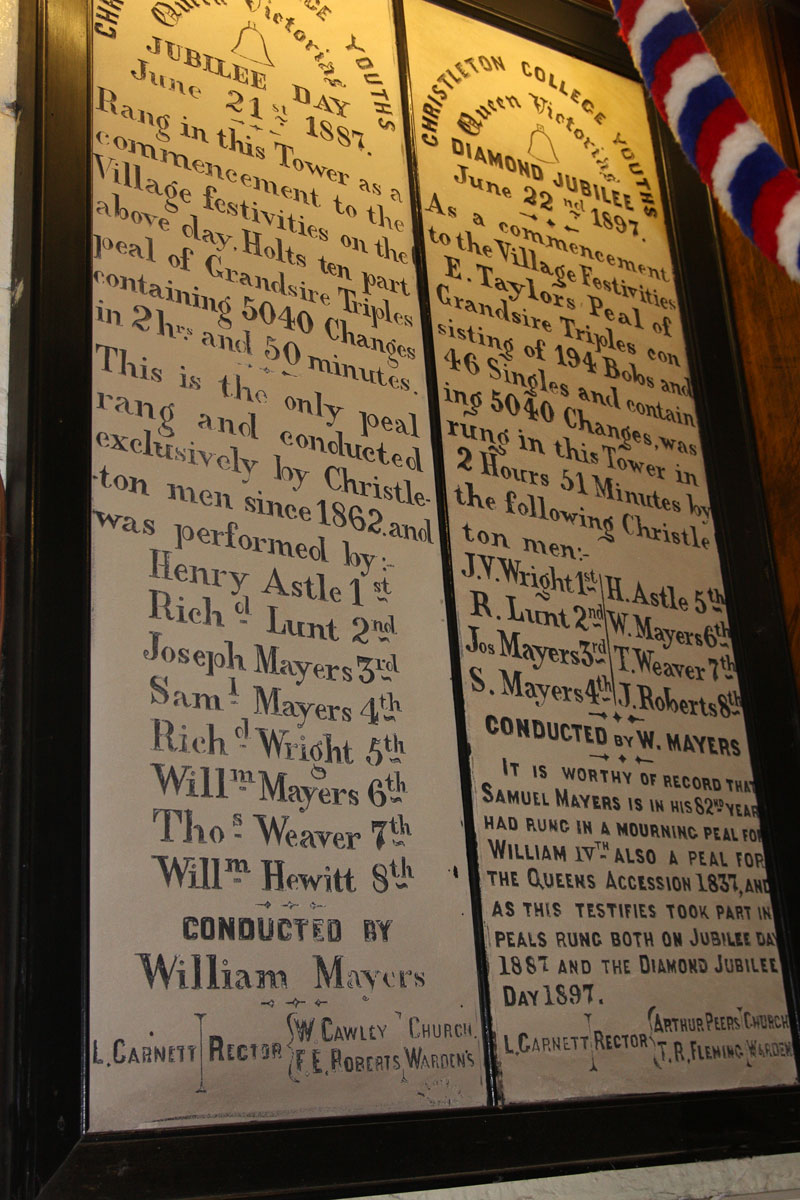 COLLEGE YOUTHS
Queen Victorias
JUBILEE DAY
June 21st 1887.
Rang in this Tower as a
commencement to the
Village festivities on the
above day. Holts ten part
peal of Grandsire Triples
containing 5040 Changes
in 2hrs and 50 minutes.
This is the only peal
rang and conducted
exclusively by Christle-
-ton men since 1862. and
was performed by:-
Henry Astle 1st
Richd Lunt 2nd
Joseph Mayers 3rd
Saml Mayers 4th
Richd Wright 5th
Willm Mayers 6th
Thos Weaver 7th
Willm Hewitt 8th
CONDUCTED BY
William Mayers
L. GARNETT RECTOR W CAWLEY CHURCH
F. E. ROBERTS WARDEN'S
CHRISTLETON COLLEGE YOUTHS
Queen Victorias
DIAMOND JUBILEE
June 22nd 1897.
As a commencement
to the Village Festivities
E. Taylors Peal of
Grandsire Triples con
sisting of 194 Bobs and
46 Singles and contain
ing 5040 Changes, was
rung in this Tower in
2 Hours 51 Minutes by
the following Christle
ton men:-
J.V. Wright 1st H. Astle 5th
R. Lunt 2nd W. Mayers 6th
Jos Mayers 3rd T. Weaver 7th
S. Mayers 4th J. Roberts 8th
CONDUCTED BY W. MAYERS
IT IS WORTHY OF RECORD THAT
SAMUEL MAYERS IS IN HIS 82ND YEAR
HAD RUNG IN A MOURNING PEAL FOR
WILLIAM IVTH ALSO A PEAL FOR
THE QUEENS ACCESSION 1837, AND
AS THIS TESTIFIES TOOK PART IN
PEALS RUNG BOTH ON JUBILEE DAY
1887 AND THE DIAMOND JUBILEE
DAY 1897.
L. GARNETT RECTOR ARTHUR PEERS CHURCH
T. R. FLEMING WARDEN